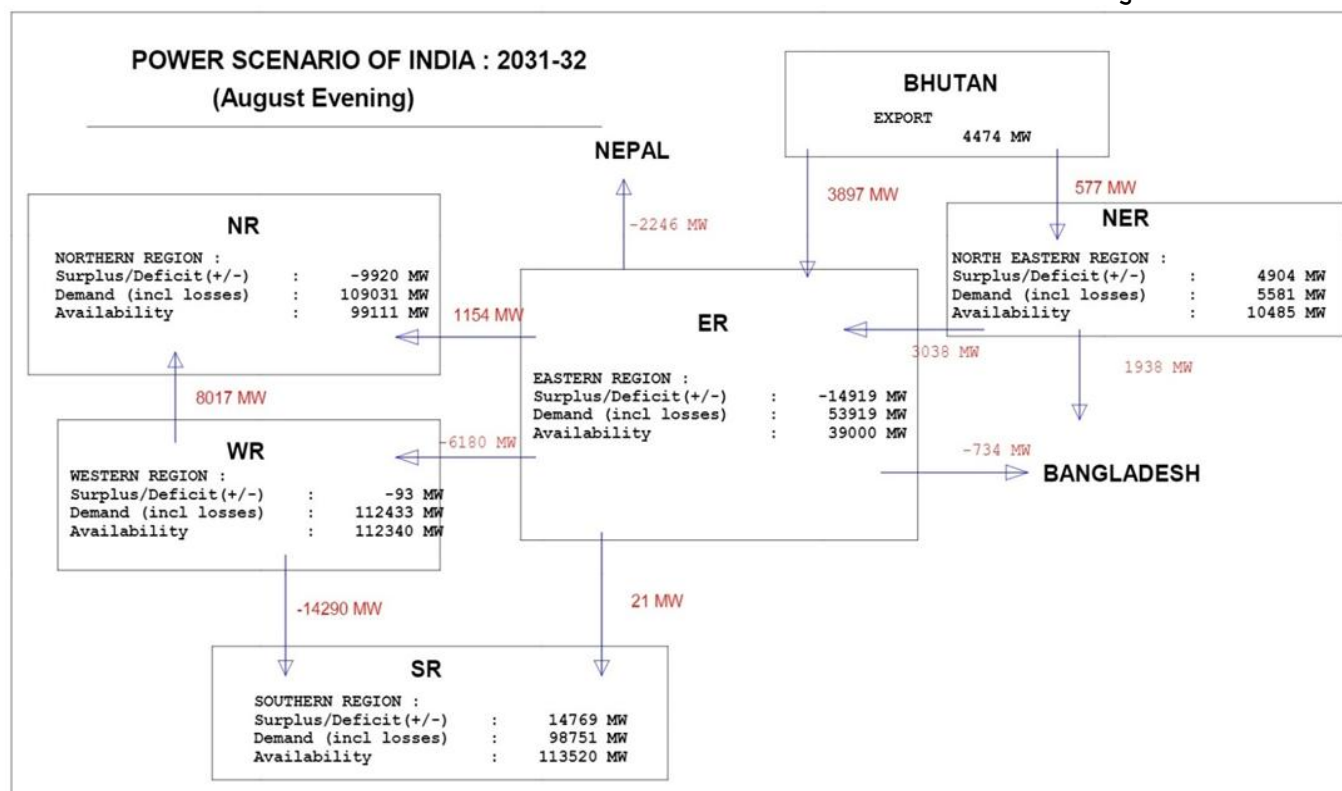 POWER SCENARIO OF INDIA : 2031-32
(August Evening)
BHUTAN
EXPORT
4474 MW
NEPAL
3897 MW
577 MW
-2246 MW
NR
NORTHERN REGION :
Surplus/Deficit(+/-) : -9920 MW
Demand (incl losses) : 109031 MW
Availability : 99111 MW
NER
NORTH EASTERN REGION :
Surplus/Deficit(+/-) : 4904 MW
Demand (incl losses) : 5581 MW
Availability : 10485 MW
1154 MW
ER
EASTERN REGION :
Surplus/Deficit(+/-) : -14919 MW
Demand (incl losses) : 53919 MW
Availability : 39000 MW
3038 MW
1938 MW
8017 MW
WR
WESTERN REGION :
Surplus/Deficit(+/-) : -93 MW
Demand (incl losses) : 112433 MW
Availability : 112340 MW
-6180 MW
-734 MW
BANGLADESH
-14290 MW
21 MW
SR
SOUTHERN REGION :
Surplus/Deficit(+/-) : 14769 MW
Demand (incl losses) : 98751 MW
Availability : 113520 MW